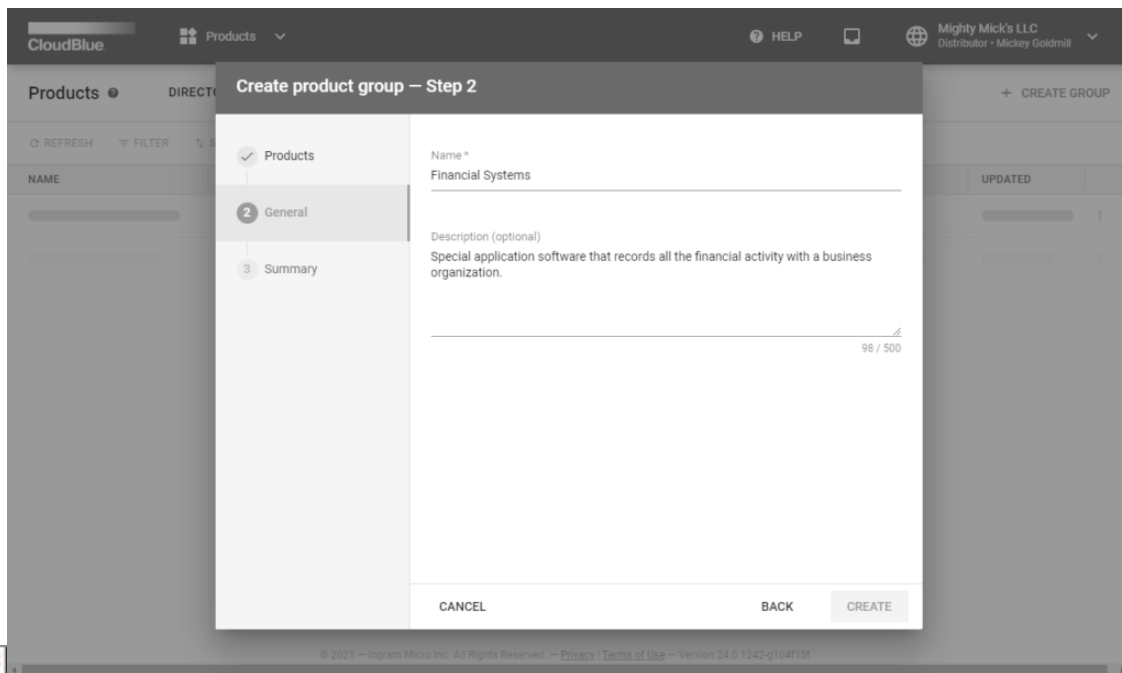 CloudBlue
Products
HELP
Mighty Mick's LLC
Distributor • Mickey Goldmill
Products
DIRECTO
+ CREATE GROUP
REFRESH
FILTER
S
NAME
UPDATED
Create product group — Step 2
Products
2 General
3 Summary
Name *
Financial Systems
Description (optional)
Special application software that records all the financial activity with a business
organization.
98 / 500
CANCEL
BACK
CREATE
© 2021 — Ingram Micro Inc. All Rights Reserved. — Privacy | Terms of Use — Version 24.0.1242-g104f15f